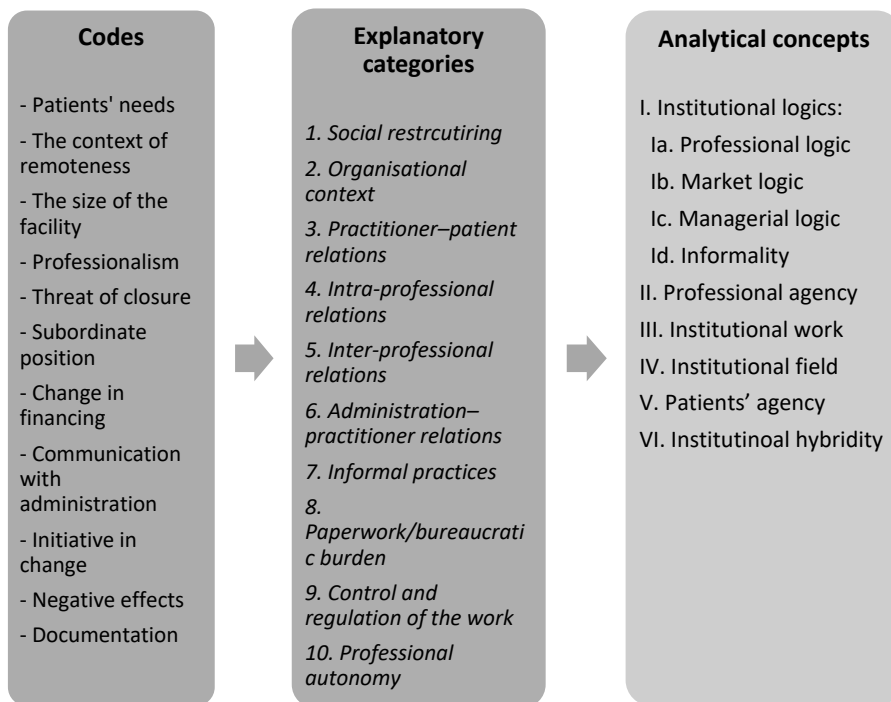 Codes
- Patients' needs
- The context of
remoteness
- The size of the
facility
- Professionalism
- Threat of closure
- Subordinate
position
- Change in
financing
- Communication
with
administration
- Initiative in
change
- Negative effects
- Documentation
Explanatory
categories
1. Social restrcutiring
2. Organisational
context
3. Practitioner–patient
relations
4. Intra-professional
relations
5. Inter-professional
relations
6. Administration–
practitioner relations
7. Informal practices
8.
Paperwork/bureaucrati
c burden
9. Control and
regulation of the work
10. Professional
autonomy
Analytical concepts
I. Institutional logics:
Ia. Professional logic
Ib. Market logic
Ic. Managerial logic
Id. Informality
II. Professional agency
III. Institutional work
IV. Institutional field
V. Patients’ agency
VI. Institutinoal hybridity